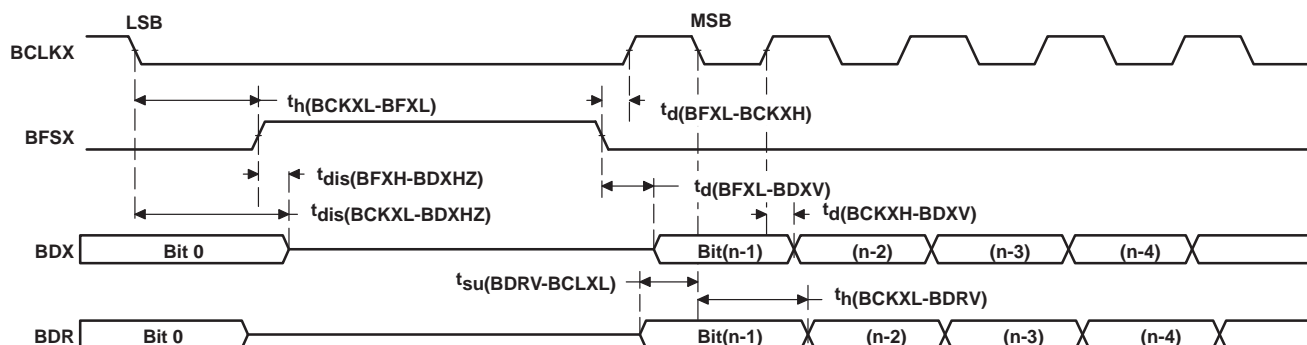 LSB MSB
BCLKX
th(BCKXL-BFXL) td(BFXL-BCKXH)
BFSX
tdis(BFXH-BDXHZ) td(BFXL-BDXV)
tdis(BCKXL-BDXHZ) td(BCKXH-BDXV)
BDX Bit 0 Bit(n-1) (n-2) (n-3) (n-4)
tsu(BDRV-BCLXL) th(BCKXL-BDRV)
BDR Bit 0 Bit(n-1) (n-2) (n-3) (n-4)